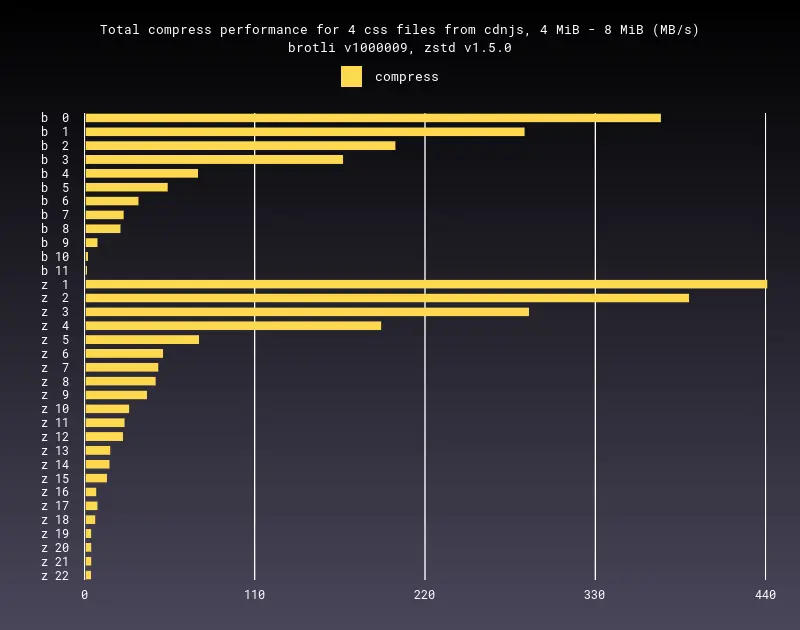 Total compress performance for 4 css files from cdnjs, 4 MiB - 8 MiB (MB/s)
brotli v1000009, zstd v1.5.0
compress
b 0
b 1
b 2
b 3
b 4
b 5
b 6
b 7
b 8
b 9
b 10
b 11
z 1
z 2
z 3
z 4
z 5
z 6
z 7
z 8
z 9
z 10
z 11
z 12
z 13
z 14
z 15
z 16
z 17
z 18
z 19
z 20
z 21
z 22
0 110 220 330 440